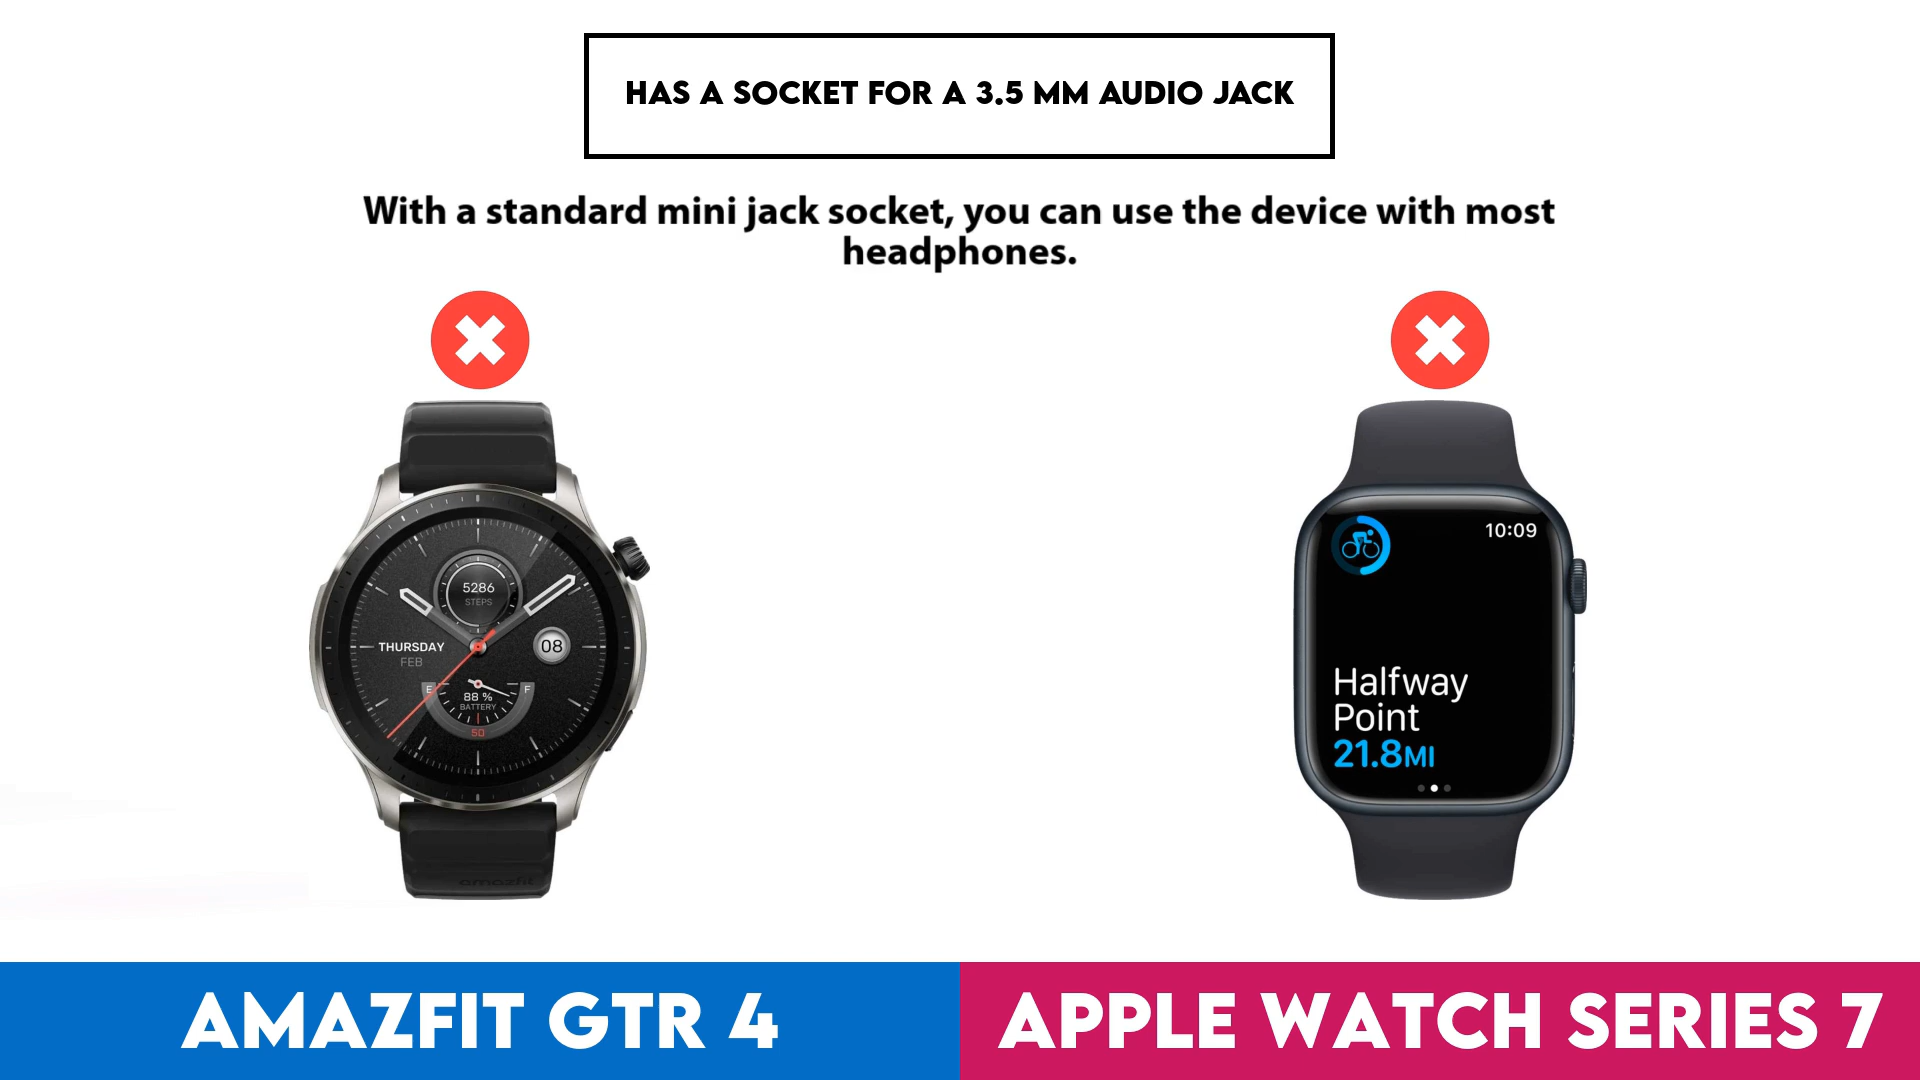 HAS A SOCKET FOR A 3.5 MM AUDIO JACK
With a standard mini jack socket, you can use the device with most
headphones.
5286
STEPS
THURSDAY
FEB
08
E
F
88 %
BATTERY
50
amazfit
10:09
Halfway
Point
21.8MI
AMAZFIT GTR 4
APPLE WATCH SERIES 7